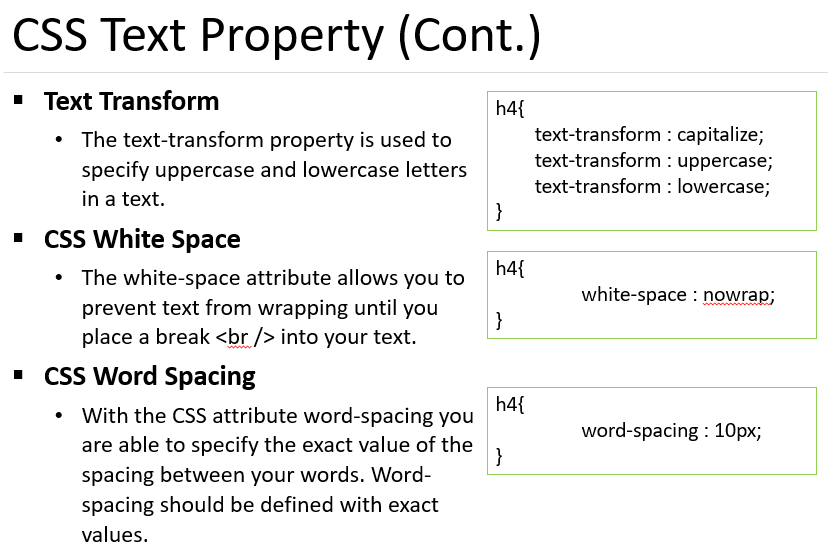 CSS Text Property (Cont.)
▪ Text Transform
• The text-transform property is used to
specify uppercase and lowercase letters
in a text.
h4{
text-transform : capitalize;
text-transform : uppercase;
text-transform : lowercase;
}
▪ CSS White Space
• The white-space attribute allows you to
prevent text from wrapping until you
place a break <br /> into your text.
h4{
white-space : nowrap;
}
▪ CSS Word Spacing
• With the CSS attribute word-spacing you
are able to specify the exact value of the
spacing between your words. Word-
spacing should be defined with exact
values.
h4{
word-spacing : 10px;
}